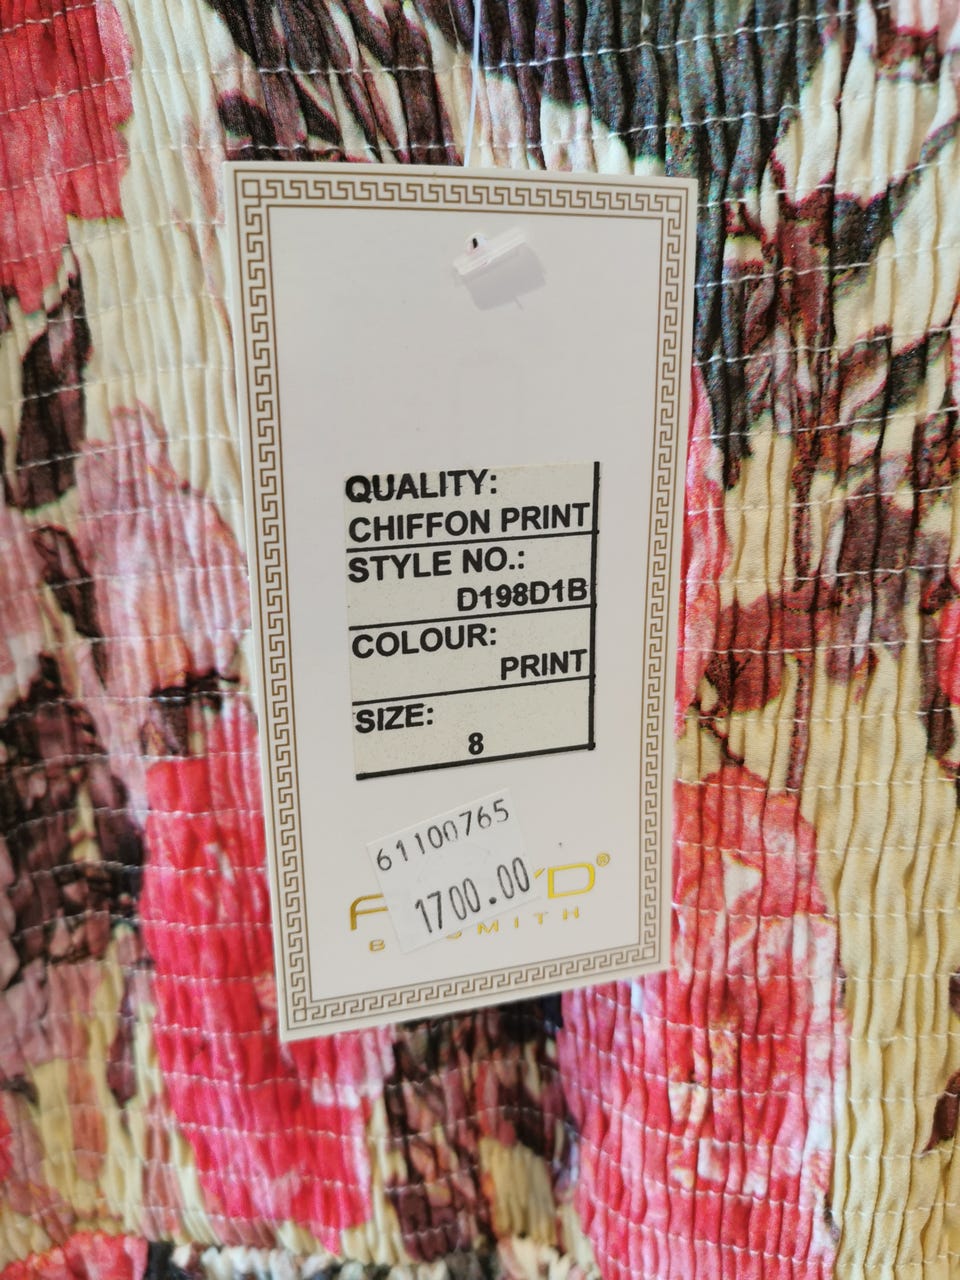 QUALITY:
CHIFFON PRINT
STYLE NO.:
D198D1B
COLOUR:
PRINT
SIZE:
8
61100765
1700.00
®